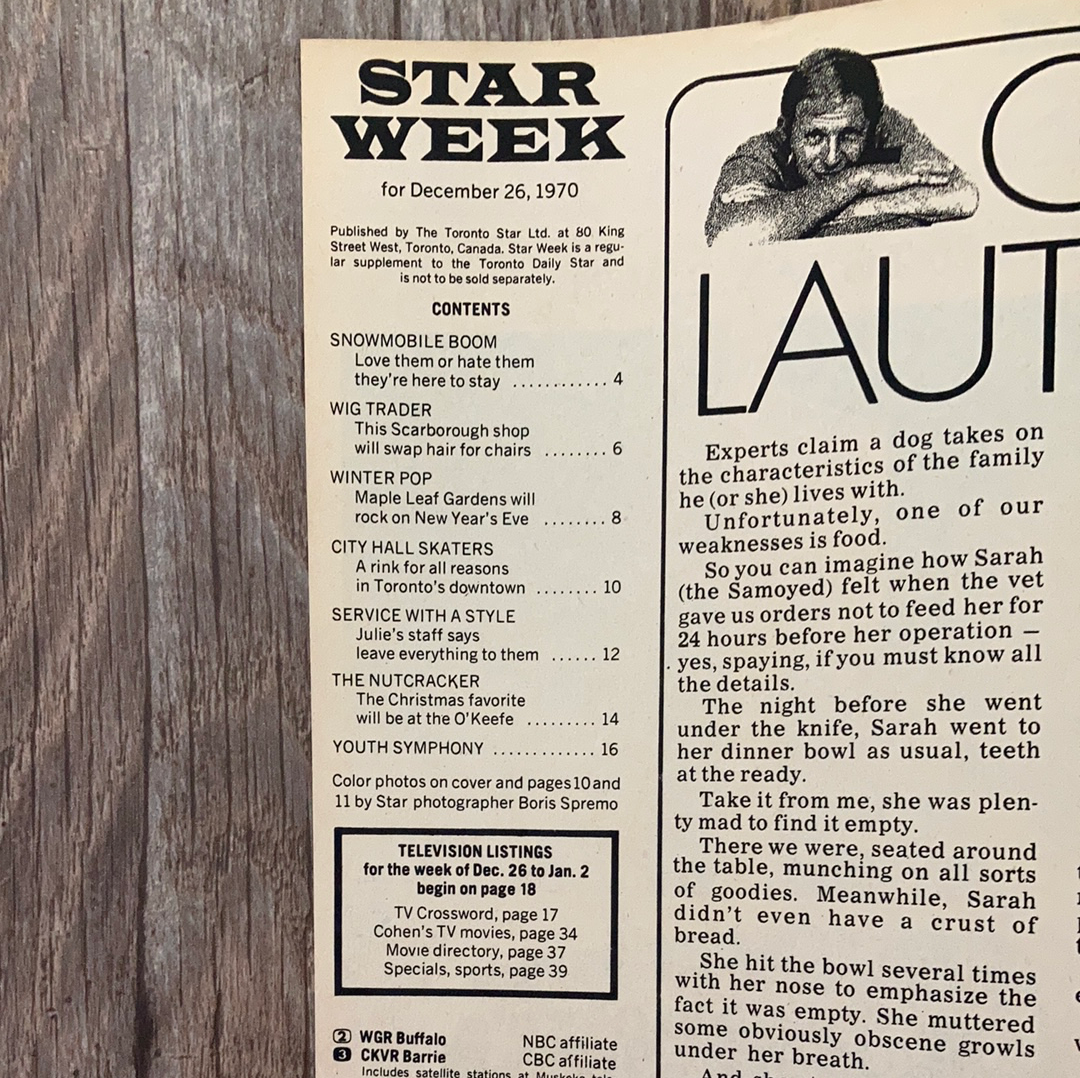 STAR
WEEK
for December 26, 1970
Published by The Toronto Star Ltd. at 80 King
Street West, Toronto, Canada. Star Week is a regu-
lar supplement to the Toronto Daily Star and
is not to be sold separately.
CONTENTS
SNOWMOBILE BOOM
Love them or hate them
they're here to stay ............ 4
WIG TRADER
This Scarborough shop
will swap hair for chairs ........ 6
WINTER POP
Maple Leaf Gardens will
rock on New Year's Eve ........ 8
CITY HALL SKATERS
A rink for all reasons
in Toronto's downtown ........ 10
SERVICE WITH A STYLE
Julie's staff says
leave everything to them ...... 12
THE NUTCRACKER
The Christmas favorite
will be at the O'Keefe ......... 14
YOUTH SYMPHONY ............. 16
Color photos on cover and pages 10 and
11 by Star photographer Boris Spremo
TELEVISION LISTINGS
for the week of Dec. 26 to Jan. 2
begin on page 18
TV Crossword, page 17
Cohen's TV movies, page 34
Movie directory, page 37
Specials, sports, page 39
2 WGR Buffalo NBC affiliate
3 CKVR Barrie CBC affiliate
Includes satellite stations at
LAUT
Experts claim a dog takes on
the characteristics of the family
he (or she) lives with.
Unfortunately, one of our
weaknesses is food.
So you can imagine how Sarah
(the Samoyed) felt when the vet
gave us orders not to feed her for
24 hours before her operation —
yes, spaying, if you must know all
the details.
The night before she went
under the knife, Sarah went to
her dinner bowl as usual, teeth
at the ready.
Take it from me, she was plen-
ty mad to find it empty.
There we were, seated around
the table, munching on all sorts
of goodies. Meanwhile, Sarah
didn't even have a crust of
bread.
She hit the bowl several times
with her nose to emphasize the
fact it was empty. She muttered
some obviously obscene growls
under her breath.